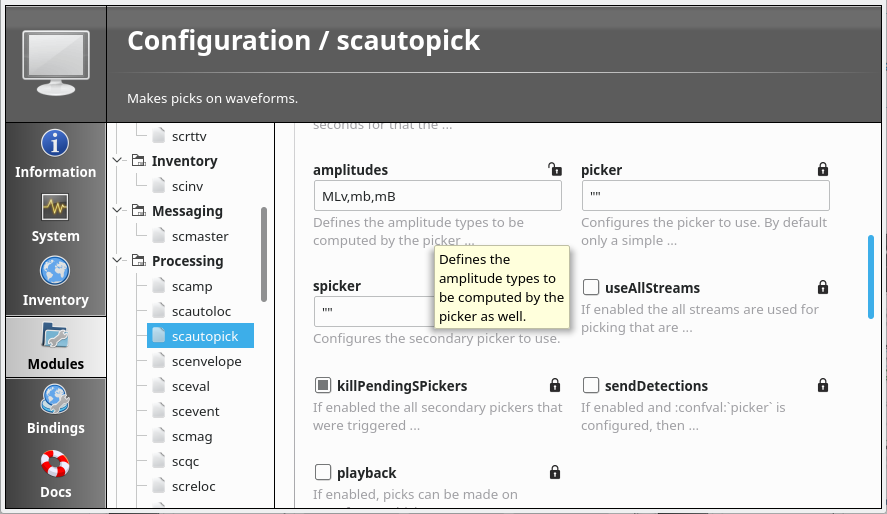 Configuration / scautopick
Makes picks on waveforms.
Information
System
Inventory
Modules
Bindings
Docs
scrttv
Inventory
scinv
Messaging
scmaster
Processing
scamp
scautoloc
scautopick
scenvelope
sceval
scevent
scmag
scqc
screloc
seconds for that the ...
amplitudes
MLv,mb,mB
Defines the amplitude types to be
computed by the picker ...
picker
""
Configures the picker to use. By default
only a simple ...
Defines the
amplitude types to
be computed by the
picker as well.
spicker
""
Configures the secondary picker to use.
useAllStreams
If enabled the all streams are used for
picking that are ...
killPendingSPickers
If enabled the all secondary pickers that
were triggered ...
sendDetections
If enabled and :confval:`picker` is
configured, then ...
playback
If enabled, picks can be made on